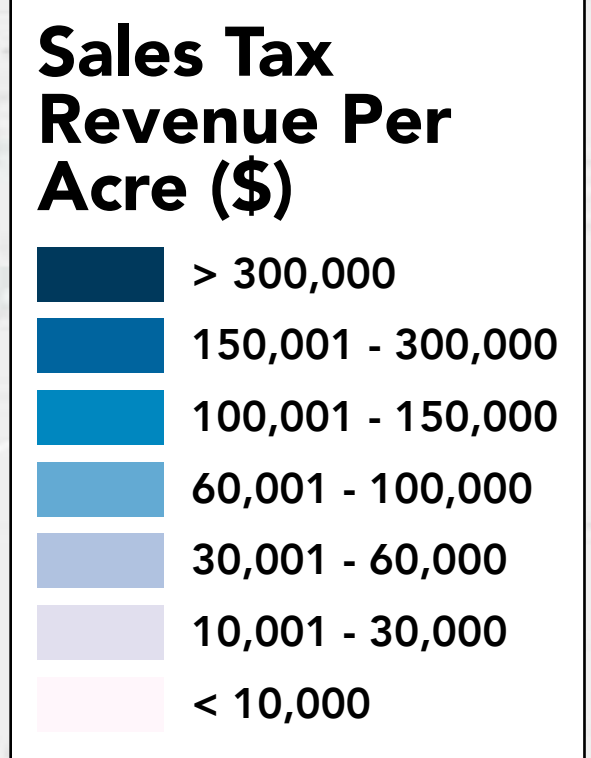 Sales Tax
Revenue Per
Acre ($)
> 300,000
150,001 - 300,000
100,001 - 150,000
60,001 - 100,000
30,001 - 60,000
10,001 - 30,000
< 10,000